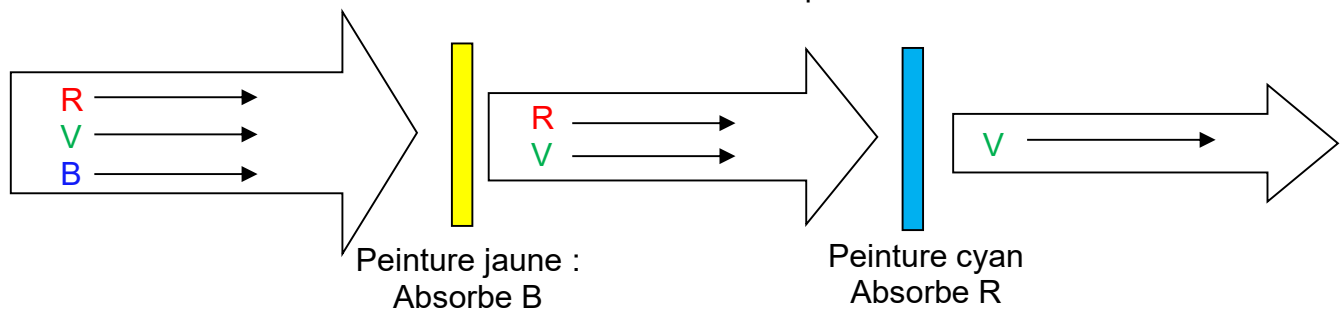 R
V
B
R
V
V
Peinture jaune :
Absorbe B
Peinture cyan
Absorbe R